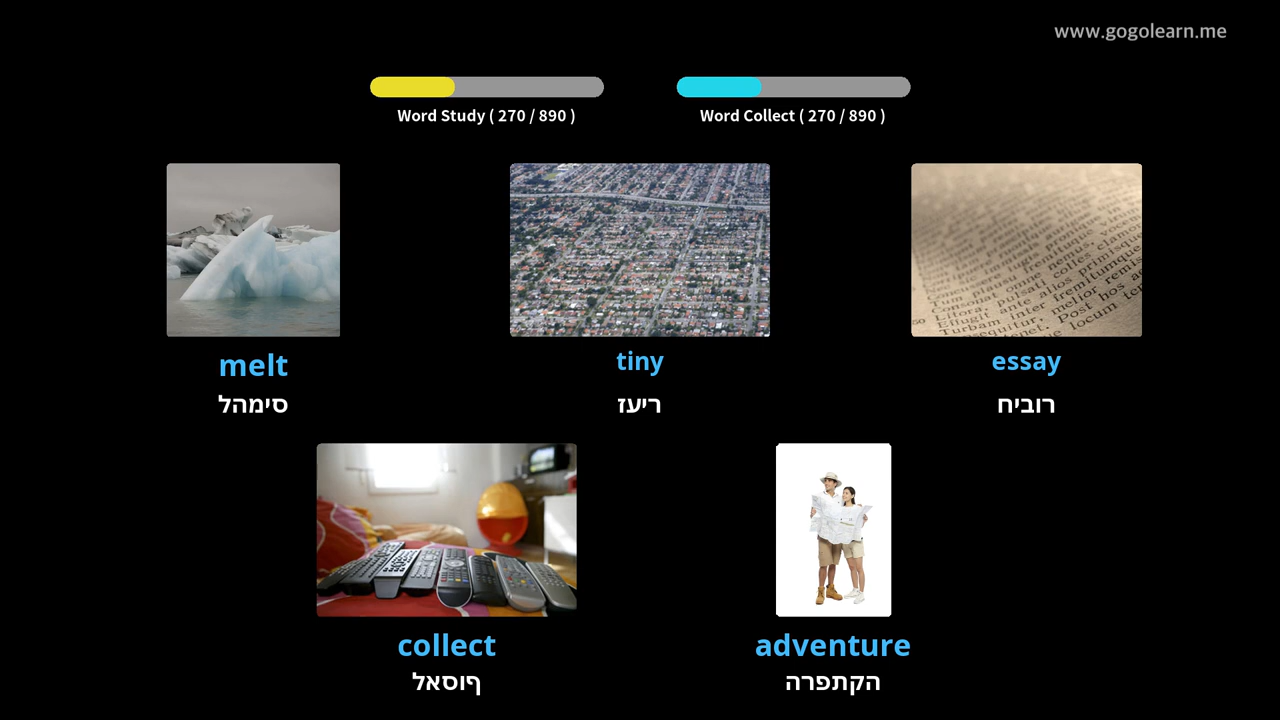 www.gogolearn.me
Word Study ( 270 / 890 )
Word Collect ( 270 / 890 )
melt
tiny
essay
סימהל
ריעז
רוביח
collect
adventure
ףוסאל
הקתפרה